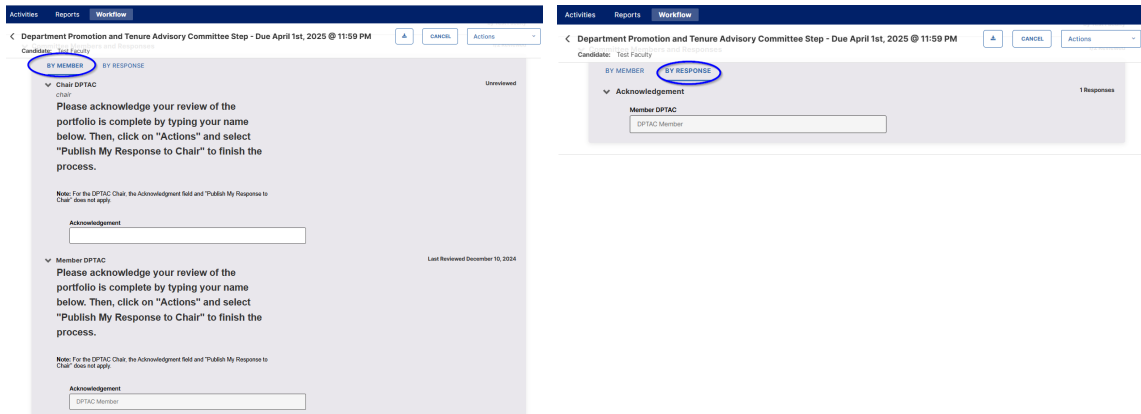 Activities Reports Workflow
Department Promotion and Tenure Advisory Committee Step - Due April 1st, 2025 @ 11:59 PM
CANCEL Actions
Candidate: Test Faculty
BY MEMBER BY RESPONSE
Chair DPTAC Unreviewed
chair
Please acknowledge your review of the
portfolio is complete by typing your name
below. Then, click on "Actions" and select
"Publish My Response to Chair" to finish the
process.
Note: For the DPTAC Chair, the Acknowledgment field and "Publish My Response to
Chair" does not apply.
Acknowledgement
Member DPTAC Last Reviewed December 10, 2024
Please acknowledge your review of the
portfolio is complete by typing your name
below. Then, click on "Actions" and select
"Publish My Response to Chair" to finish the
process.
Note: For the DPTAC Chair, the Acknowledgment field and "Publish My Response to
Chair" does not apply.
Acknowledgement
DPTAC Member
Activities Reports Workflow
Department Promotion and Tenure Advisory Committee Step - Due April 1st, 2025 @ 11:59 PM
CANCEL Actions
Candidate: Test Faculty
BY MEMBER BY RESPONSE
Acknowledgement 1 Responses
Member DPTAC
DPTAC Member